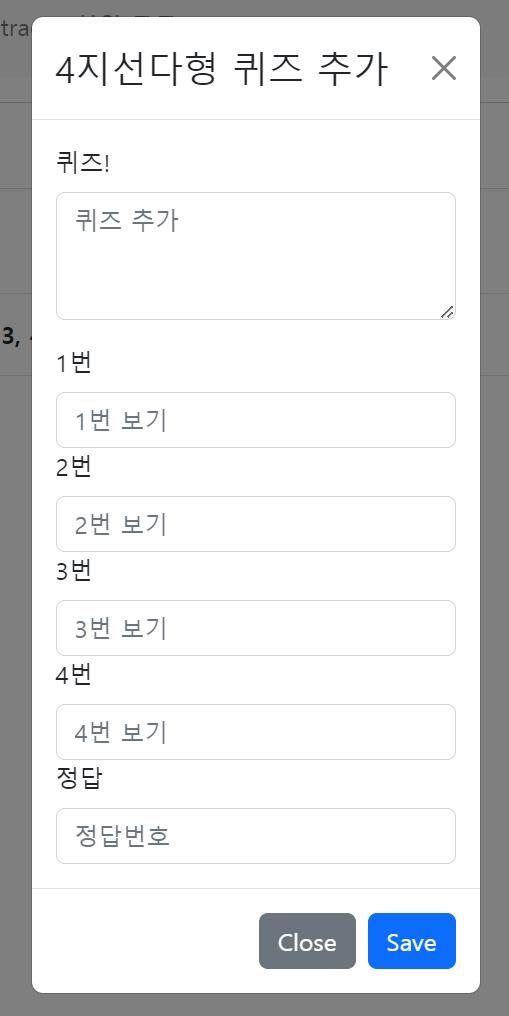 4지선다형 퀴즈 추가
퀴즈!
퀴즈 추가
3,
1번
1번 보기
2번
2번 보기
3번
3번 보기
4번
4번 보기
정답
정답번호
Close
Save